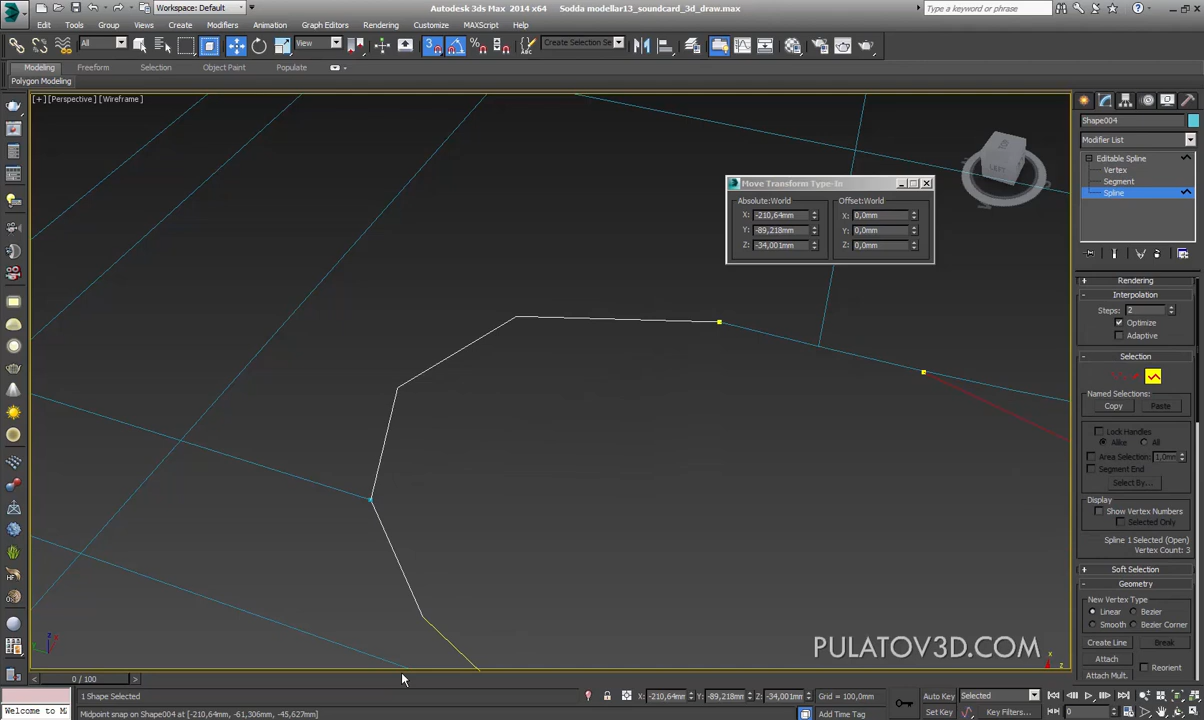 Workspace: Default
Autodesk 3ds Max 2014 x64
Sodda modellar13_soundcard_3d_draw.max
Type a keyword or phrase
Edit Tools Group Views Create Modifiers Animation Graph Editors Rendering Customize MAXScript Help
All View Create Selection Se
Modeling Freeform Selection Object Paint Populate
Polygon Modeling
[+] [Perspective] [Wireframe]
Move Transform Type-In
Absolute:World Offset:World
X: -210,64mm X: 0,0mm
Y: -89,218mm Y: 0,0mm
Z: -34,001mm Z: 0,0mm
Shape004
Modifier List
Editable Spline
Vertex
Segment
Spline
Rendering
Interpolation
Steps: 2
Optimize
Adaptive
Selection
Named Selections:
Copy Paste
Lock Handles
Alike All
Area Selection: 1,0mm
Segment End
Select By...
Display
Show Vertex Numbers
Selected Only
Spline 1 Selected (Open)
Vertex Count: 3
Soft Selection
Geometry
New Vertex Type
Linear Bezier
Smooth Bezier Corner
Create Line Break
Attach Reorient
Attach Mult.
PULATOV3D.COM
0 / 100
1 Shape Selected
X: -210,64mm Y: -89,218mm Z: -34,001mm Grid = 100,0mm
Auto Key Selected
Welcome to M
Midpoint snap on Shape004 at [-210,64mm, -61,306mm, -45,627mm]
Add Time Tag Set Key Key Filters... 0